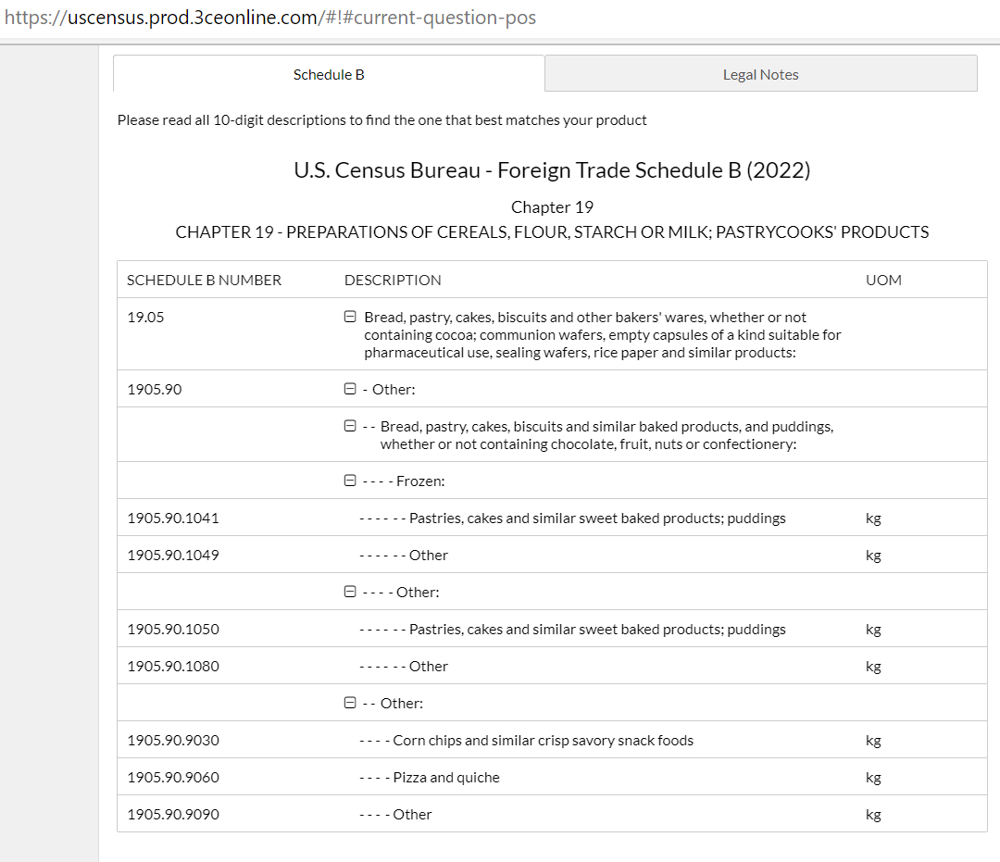 https://uscensus.prod.3ceonline.com/#!#current-question-pos
Schedule B
Legal Notes
Please read all 10-digit descriptions to find the one that best matches your product
U.S. Census Bureau - Foreign Trade Schedule B (2022)
Chapter 19
CHAPTER 19 - PREPARATIONS OF CEREALS, FLOUR, STARCH OR MILK; PASTRYCOOKS' PRODUCTS
SCHEDULE B NUMBER DESCRIPTION UOM
19.05 Bread, pastry, cakes, biscuits and other bakers' wares, whether or not
containing cocoa; communion wafers, empty capsules of a kind suitable for
pharmaceutical use, sealing wafers, rice paper and similar products:
1905.90 - Other:
- - Bread, pastry, cakes, biscuits and similar baked products, and puddings,
whether or not containing chocolate, fruit, nuts or confectionery:
- - - - Frozen:
1905.90.1041 - - - - - - Pastries, cakes and similar sweet baked products; puddings kg
1905.90.1049 - - - - - - Other kg
- - - - Other:
1905.90.1050 - - - - - - Pastries, cakes and similar sweet baked products; puddings kg
1905.90.1080 - - - - - - Other kg
- - Other:
1905.90.9030 - - - - Corn chips and similar crisp savory snack foods kg
1905.90.9060 - - - - Pizza and quiche kg
1905.90.9090 - - - - Other kg